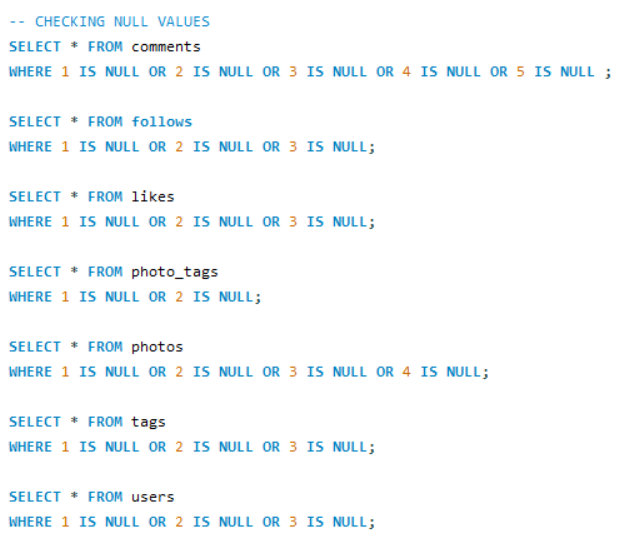 -- CHECKING NULL VALUES
SELECT * FROM comments
WHERE 1 IS NULL OR 2 IS NULL OR 3 IS NULL OR 4 IS NULL OR 5 IS NULL ;
SELECT * FROM follows
WHERE 1 IS NULL OR 2 IS NULL OR 3 IS NULL;
SELECT * FROM likes
WHERE 1 IS NULL OR 2 IS NULL OR 3 IS NULL;
SELECT * FROM photo_tags
WHERE 1 IS NULL OR 2 IS NULL;
SELECT * FROM photos
WHERE 1 IS NULL OR 2 IS NULL OR 3 IS NULL OR 4 IS NULL;
SELECT * FROM tags
WHERE 1 IS NULL OR 2 IS NULL OR 3 IS NULL;
SELECT * FROM users
WHERE 1 IS NULL OR 2 IS NULL OR 3 IS NULL;